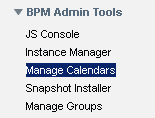 BPM Admin Tools
JS Console
Instance Manager
Manage Calendars
Snapshot Installer
Manage Groups